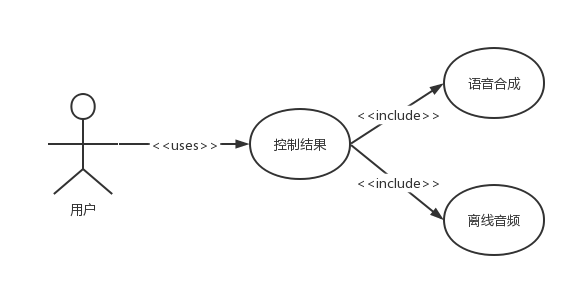 语音合成
<<include>>
<<uses>>
控制结果
<<include>>
用户
离线音频